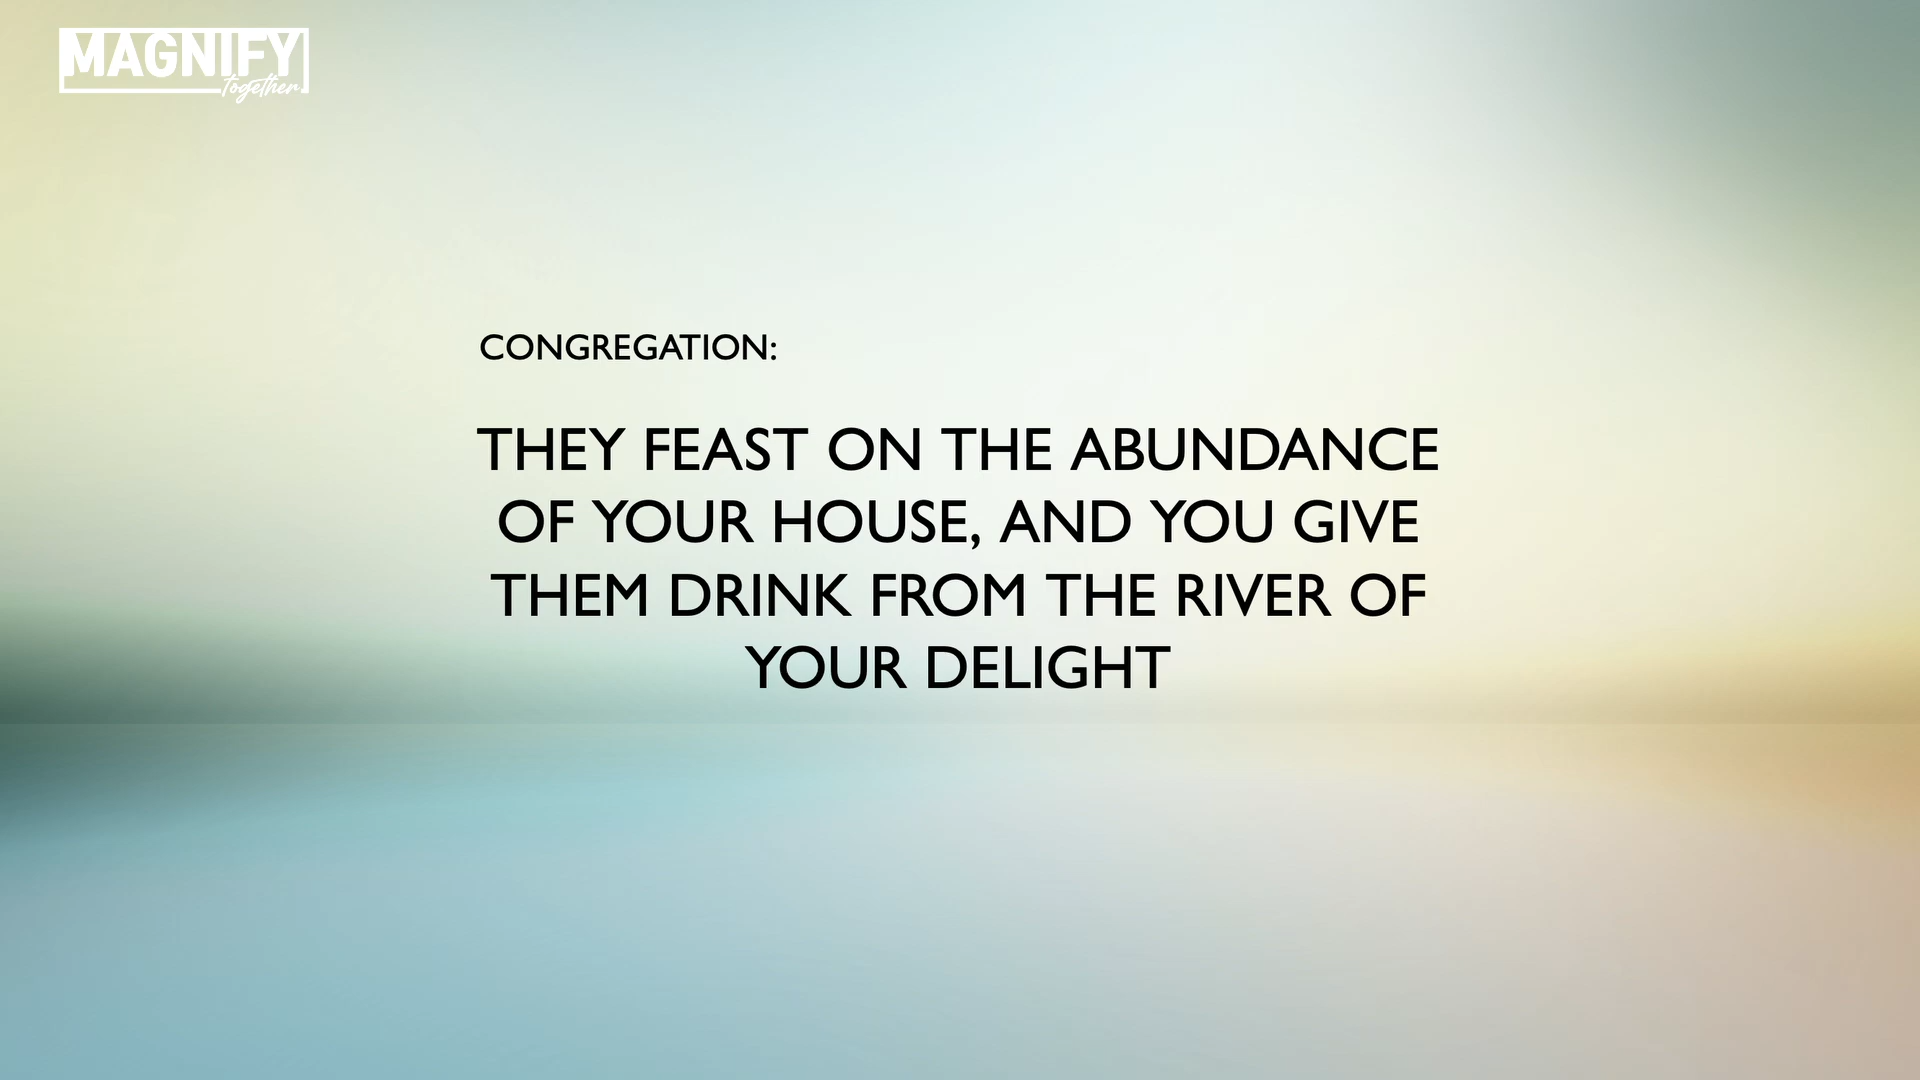 MAGNIFY
together
CONGREGATION:
THEY FEAST ON THE ABUNDANCE
OF YOUR HOUSE, AND YOU GIVE
THEM DRINK FROM THE RIVER OF
YOUR DELIGHT